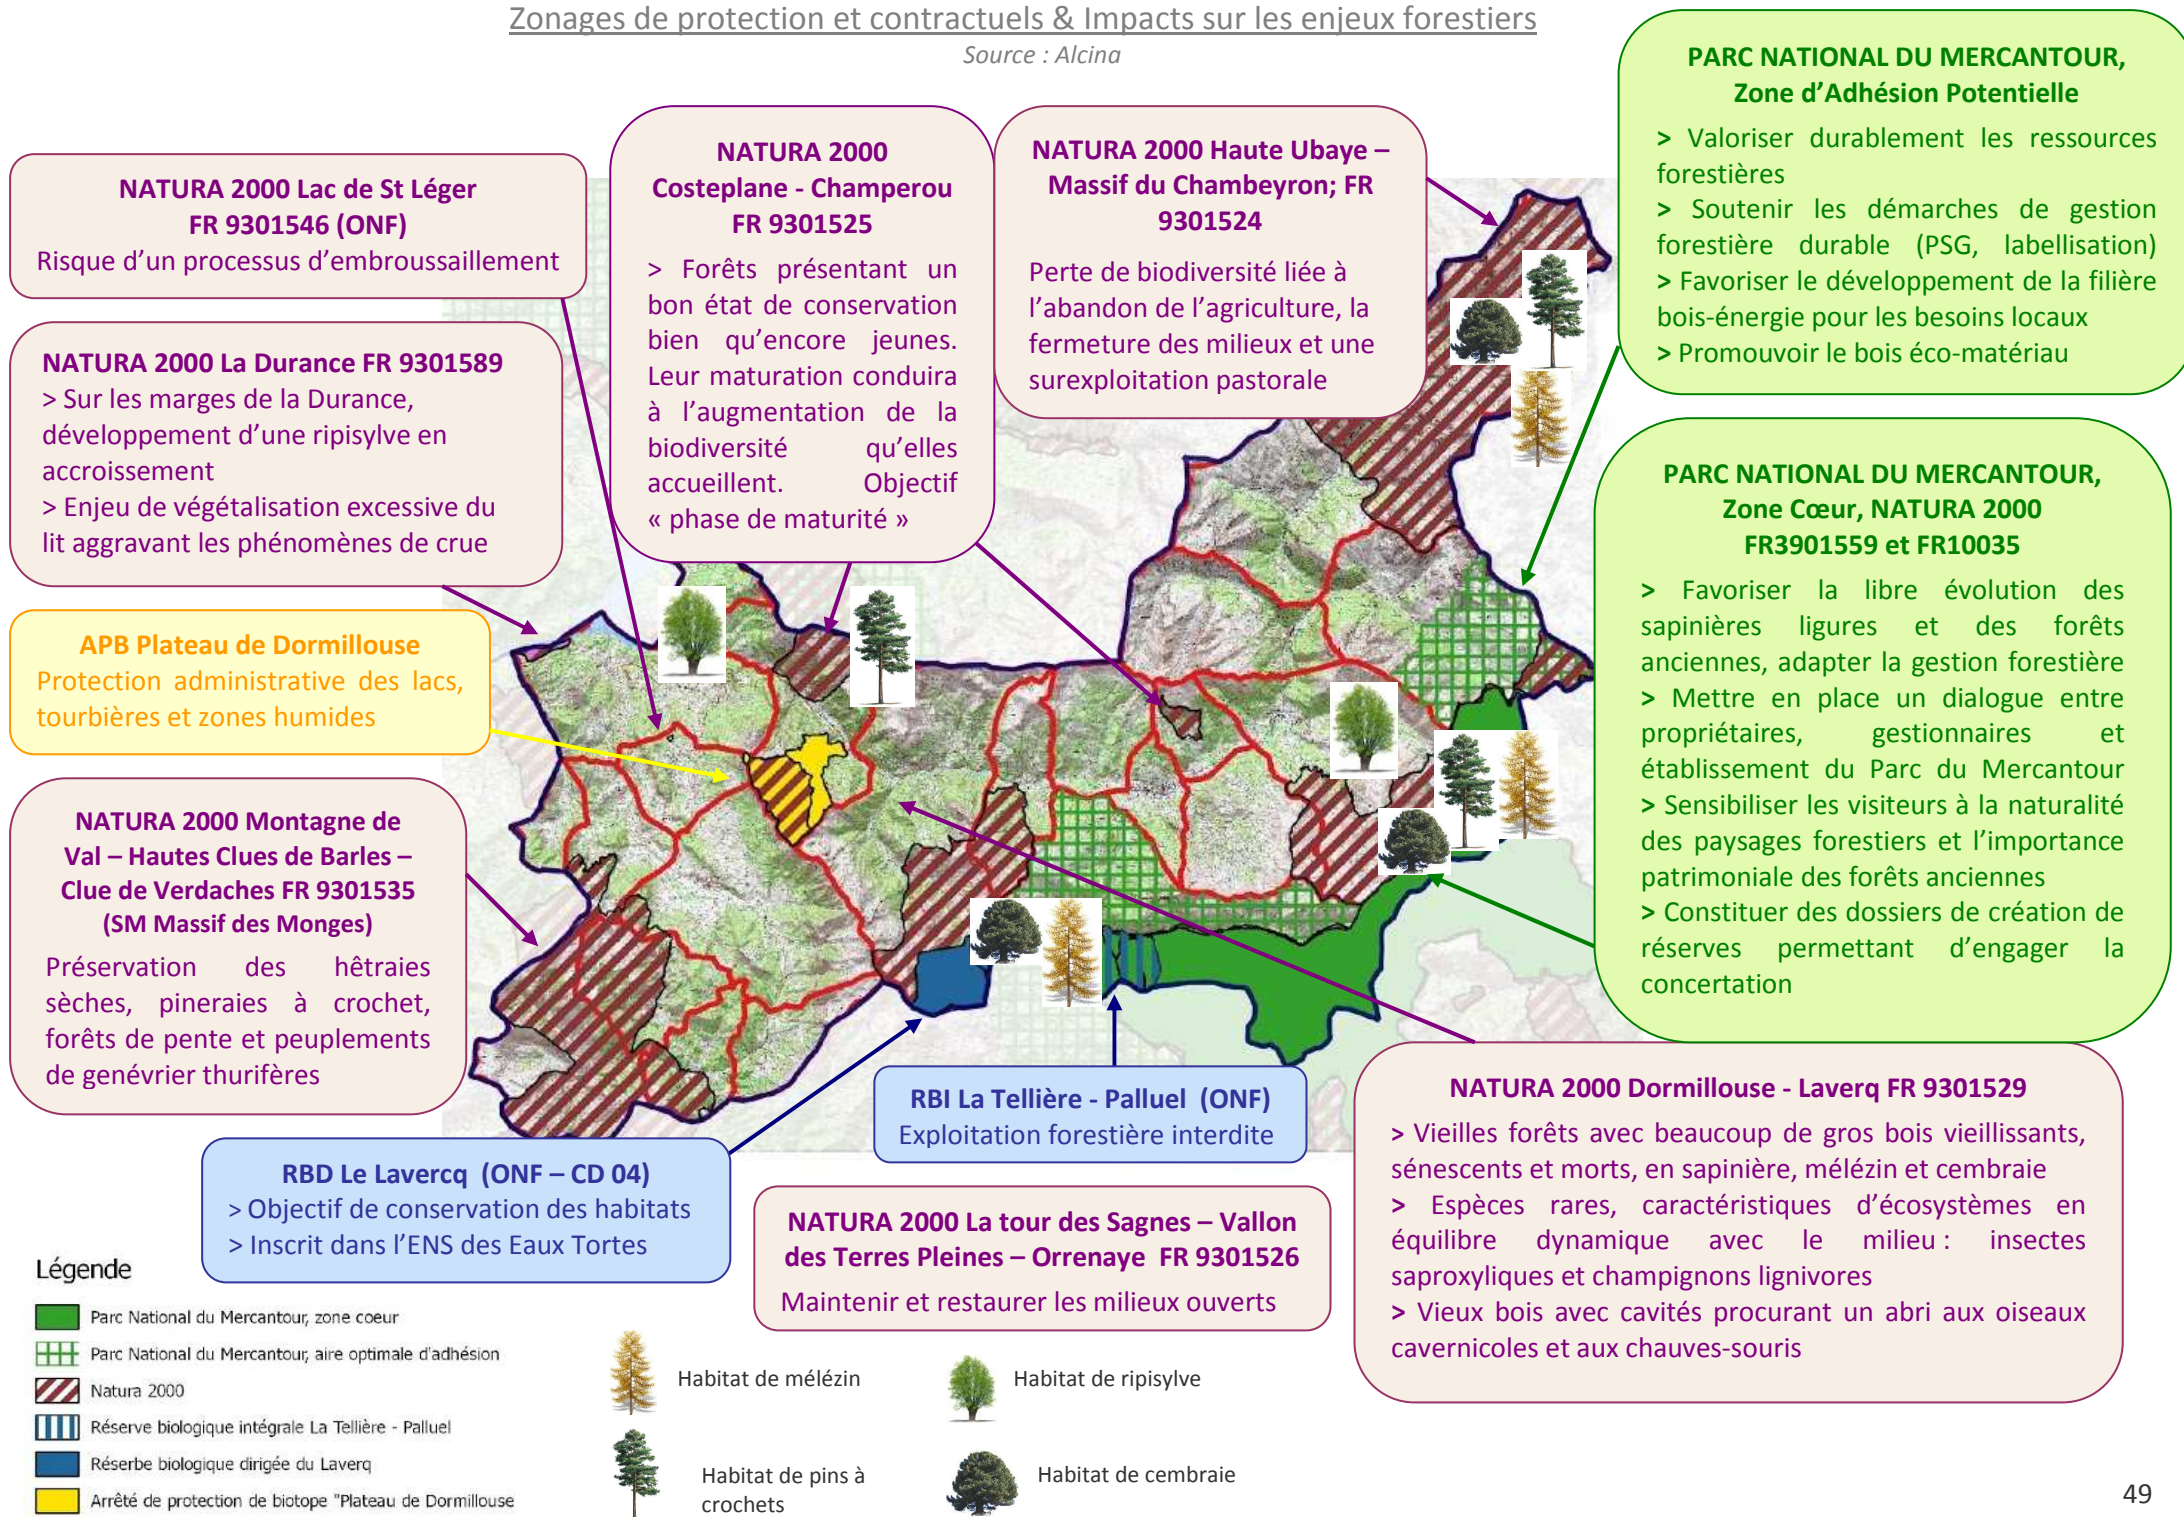 Zonages de protection et contractuels & Impacts sur les enjeux forestiers
Source : Alcina
NATURA 2000 Lac de St Léger
FR 9301546 (ONF)
Risque d'un processus d'embroussaillement
NATURA 2000 La Durance FR 9301589
> Sur les marges de la Durance,
développement d'une ripisylve en
accroissement
> Enjeu de végétalisation excessive du
lit aggravant les phénomènes de crue
APB Plateau de Dormillouse
Protection administrative des lacs,
tourbières et zones humides
NATURA 2000 Montagne de
Val – Hautes Clues de Barles –
Clue de Verdaches FR 9301535
(SM Massif des Monges)
Préservation des hêtraies
sèches, pineraies à crochet,
forêts de pente et peuplements
de genévrier thurifères
NATURA 2000
Costeplane - Champerou
FR 9301525
> Forêts présentant un
bon état de conservation
bien qu'encore jeunes.
Leur maturation conduira
à l'augmentation de la
biodiversité qu'elles
accueillent. Objectif
« phase de maturité »
NATURA 2000 Haute Ubaye –
Massif du Chambeyron; FR
9301524
Perte de biodiversité liée à
l'abandon de l'agriculture, la
fermeture des milieux et une
surexploitation pastorale
PARC NATIONAL DU MERCANTOUR,
Zone d'Adhésion Potentielle
> Valoriser durablement les ressources
forestières
> Soutenir les démarches de gestion
forestière durable (PSG, labellisation)
> Favoriser le développement de la filière
bois-énergie pour les besoins locaux
> Promouvoir le bois éco-matériau
PARC NATIONAL DU MERCANTOUR,
Zone Cœur, NATURA 2000
FR3901559 et FR10035
> Favoriser la libre évolution des
sapinières ligures et des forêts
anciennes, adapter la gestion forestière
> Mettre en place un dialogue entre
propriétaires, gestionnaires et
établissement du Parc du Mercantour
> Sensibiliser les visiteurs à la naturalité
des paysages forestiers et l'importance
patrimoniale des forêts anciennes
> Constituer des dossiers de création de
réserves permettant d'engager la
concertation
RBI La Tellière - Palluel (ONF)
Exploitation forestière interdite
RBD Le Lavercq (ONF – CD 04)
> Objectif de conservation des habitats
> Inscrit dans l'ENS des Eaux Tortes
NATURA 2000 La tour des Sagnes – Vallon
des Terres Pleines – Orrenaye FR 9301526
Maintenir et restaurer les milieux ouverts
NATURA 2000 Dormillouse - Laverq FR 9301529
> Vieilles forêts avec beaucoup de gros bois vieillissants,
sénescents et morts, en sapinière, mélézin et cembraie
> Espèces rares, caractéristiques d'écosystèmes en
équilibre dynamique avec le milieu : insectes
saproxyliques et champignons lignivores
> Vieux bois avec cavités procurant un abri aux oiseaux
cavernicoles et aux chauves-souris
Légende
Parc National du Mercantour, zone coeur
Parc National du Mercantour, aire optimale d'adhésion
Natura 2000
Réserve biologique intégrale La Tellière - Palluel
Réserbe biologique dirigée du Laverq
Arrêté de protection de biotope "Plateau de Dormillouse
Habitat de mélézin
Habitat de ripisylve
Habitat de pins à
crochets
Habitat de cembraie
49